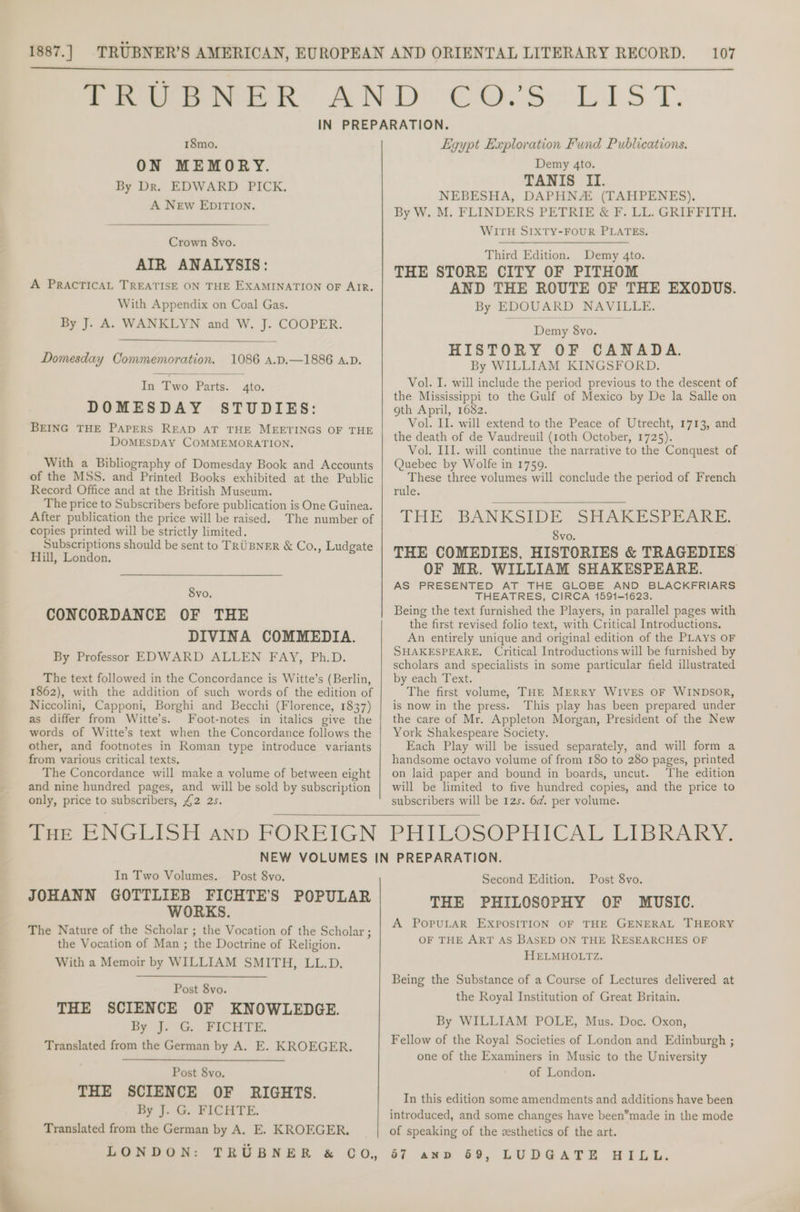 1887.] TRÜBNER'S AMERICAN, EUROPEAN AND ORIENTAL LITERARY RECORD. 107
TRÜBNER AND CO.'S LIST.
IN PREPARATION.
18mo.
ON MEMORY.
By Dr. EDWARD PICK.
A NEW EDITION.
Crown 8vo.
AIR ANALYSIS:
A PRACTICAL TREATISE ON THE EXAMINATION OF AIR.
With Appendix on Coal Gas.
By J. A. WANKLYN and W. J. COOPER.
Domesday Commemoration. 1086 A.D.—1886 A.D.
In Two Parts. 4to.
DOMESDAY STUDIES:
BEING THE PAPERS READ AT THE MEETINGS OF THE
DOMESDAY COMMEMORATION.
With a Bibliography of Domesday Book and Accounts
of the MSS. and Printed Books exhibited at the Public
Record Office and at the British Museum.
The price to Subscribers before publication is One Guinea.
After publication the price will be raised. The number of
copies printed will be strictly limited.
Subscriptions should be sent to TRÜBNER & Co., Ludgate
Hill, London.
8vo.
CONCORDANCE OF THE
DIVINA COMMEDIA.
By Professor EDWARD ALLEN FAY, Ph.D.
The text followed in the Concordance is Witte's (Berlin,
1862), with the addition of such words of the edition of
Niccolini, Capponi, Borghi and Becchi (Florence, 1837)
as differ from Witte's. Foot-notes in italics give the
words of Witte's text when the Concordance follows the
other, and footnotes in Roman type introduce variants
from various critical texts.
The Concordance will make a volume of between eight
and nine hundred pages, and will be sold by subscription
only, price to subscribers, £2 2s.
Egypt Exploration Fund Publications.
Demy 4to.
TANIS II.
NEBESHA, DAPHNÆ (TAHPENES).
By W. M. FLINDERS PETRIE & F. LL. GRIFFITH.
WITH SIXTY-FOUR PLATES.
Third Edition. Demy 4to.
THE STORE CITY OF PITHOM
AND THE ROUTE OF THE EXODUS.
By EDOUARD NAVILLE.
Demy 8vo.
HISTORY OF CANADA.
By WILLIAM KINGSFORD.
Vol. I. will include the period previous to the descent of
the Mississippi to the Gulf of Mexico by De la Salle on
9th April, 1682.
Vol. II. will extend to the Peace of Utrecht, 1713, and
the death of de Vaudreuil (10th October, 1725).
Vol. III. will continue the narrative to the Conquest of
Quebec by Wolfe in 1759.
These three volumes will conclude the period of French
rule.
THE BANKSIDE SHAKESPEARE.
8vo.
THE COMEDIES, HISTORIES & TRAGEDIES
OF MR. WILLIAM SHAKESPEARE.
AS PRESENTED AT THE GLOBE AND BLACKFRIARS
THEATRES, CIRCA 1591–1623.
Being the text furnished the Players, in parallel pages with
the first revised folio text, with Critical Introductions.
An entirely unique and original edition of the PLAYS OF
SHAKESPEARE. Critical Introductions will be furnished by
scholars and specialists in some particular field illustrated
by each Text.
The first volume, THE MERRY WIVES OF WINDSOR,
is now in the press. This play has been prepared under
the care of Mr. Appleton Morgan, President of the New
York Shakespeare Society.
Each Play will be issued separately, and will form a
handsome octavo volume of from 180 to 280 pages, printed
on laid paper and bound in boards, uncut. The edition
will be limited to five hundred copies, and the price to
subscribers will be 12s. 6d. per volume.
THE ENGLISH AND FOREIGN PHILOSOPHICAL LIBRARY.
NEW VOLUMES IN PREPARATION.
In Two Volumes. Post 8vo.
JOHANN GOTTLIEB FICHTE'S POPULAR
WORKS.
The Nature of the Scholar; the Vocation of the Scholar;
the Vocation of Man; the Doctrine of Religion.
With a Memoir by WILLIAM SMITH, LL.D.
Post 8vo.
THE SCIENCE OF KNOWLEDGE.
By J. G. FICHTE.
Translated from the German by A. E. KROEGER.
Post 8vo.
THE SCIENCE OF RIGHTS.
By J. G. FICHTE.
Translated from the German by A. E. KROEGER.
Second Edition. Post 8vo.
THE PHILOSOPHY OF MUSIC.
A POPULAR EXPOSITION OF THE GENERAL THEORY
OF THE ART AS BASED ON THE RESEARCHES OF
HELMHOLTZ.
Being the Substance of a Course of Lectures delivered at
the Royal Institution of Great Britain.
By WILLIAM POLE, Mus. Doc. Oxon,
Fellow of the Royal Societies of London and Edinburgh;
one of the Examiners in Music to the University
of London.
In this edition some amendments and additions have been
introduced, and some changes have been made in the mode
of speaking of the æsthetics of the art.
LONDON: TRÜBNER & CO., 57 AND 59, LUDGATE HILL.